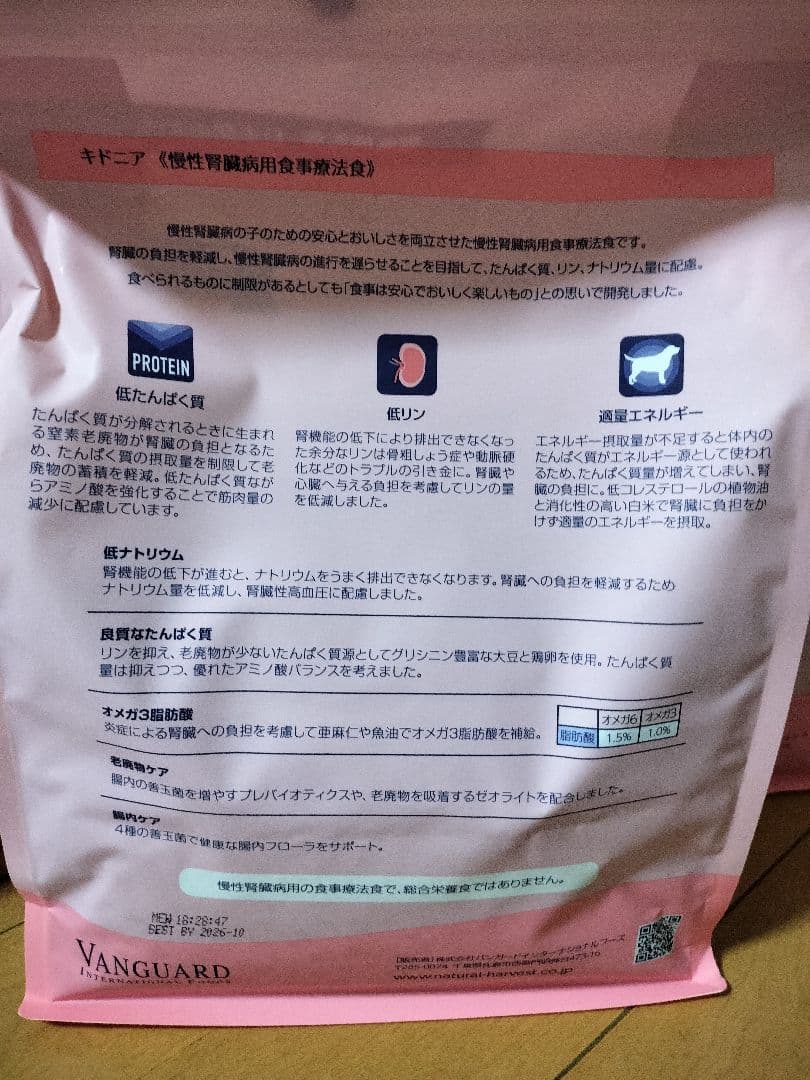 キドニア 《慢性腎臓病用食事療法食》
慢性腎臓病の子のための安心とおいしさを両立させた慢性腎臓病用食事療法食です。
腎臓の負担を軽減し、慢性腎臓病の進行を遅らせることを目指して、たんぱく質、リン、ナトリウム量に配慮。
食べられるものに制限があるとしても「食事は安心でおいしく楽しいもの」との思いで開発しました。
PROTEIN
低たんぱく質
たんぱく質が分解されるときに生まれ
る窒素老廃物が腎臓の負担となるた
め、たんぱく質の摂取量を制限して老
廃物の蓄積を軽減。低たんぱく質なが
らアミノ酸を強化することで筋肉量の
減少に配慮しています。
低リン
腎機能の低下により排出できなくなっ
た余分なリンは骨粗しょう症や動脈硬
化などのトラブルの引き金に。腎臓や
心臓へ与える負担を考慮してリンの量
を低減しました。
適量エネルギー
エネルギー摂取量が不足すると体内の
たんぱく質がエネルギー源として使われ
るため、たんぱく質量が増えてしまい、腎
臓の負担に。低コレステロールの植物油
と消化性の高い白米で腎臓に負担をか
けず適量のエネルギーを摂取。
低ナトリウム
腎機能の低下が進むと、ナトリウムをうまく排出できなくなります。腎臓への負担を軽減するため
ナトリウム量を低減し、腎臓性高血圧に配慮しました。
良質なたんぱく質
リンを抑え、老廃物が少ないたんぱく質源としてグリシニン豊富な大豆と鶏卵を使用。たんぱく質
量は抑えつつ、優れたアミノ酸バランスを考えました。
オメガ3脂肪酸
炎症による腎臓への負担を考慮して亜麻仁や魚油でオメガ3脂肪酸を補給。
オメガ6 オメガ3
脂肪酸 1.5% 1.0%
老廃物ケア
腸内の善玉菌を増やすプレバイオティクスや、老廃物を吸着するゼオライトを配合しました。
腸内ケア
4種の善玉菌で健康な腸内フローラをサポート。
慢性腎臓病用の食事療法食で、総合栄養食ではありません。
MEN 18:28:47
BEST BY 2026-10
VANGUARD
INTERNATIONAL FOODS
【販売者】株式会社バンガードインターナショナルフーズ
www.natural-harvest.co.jp